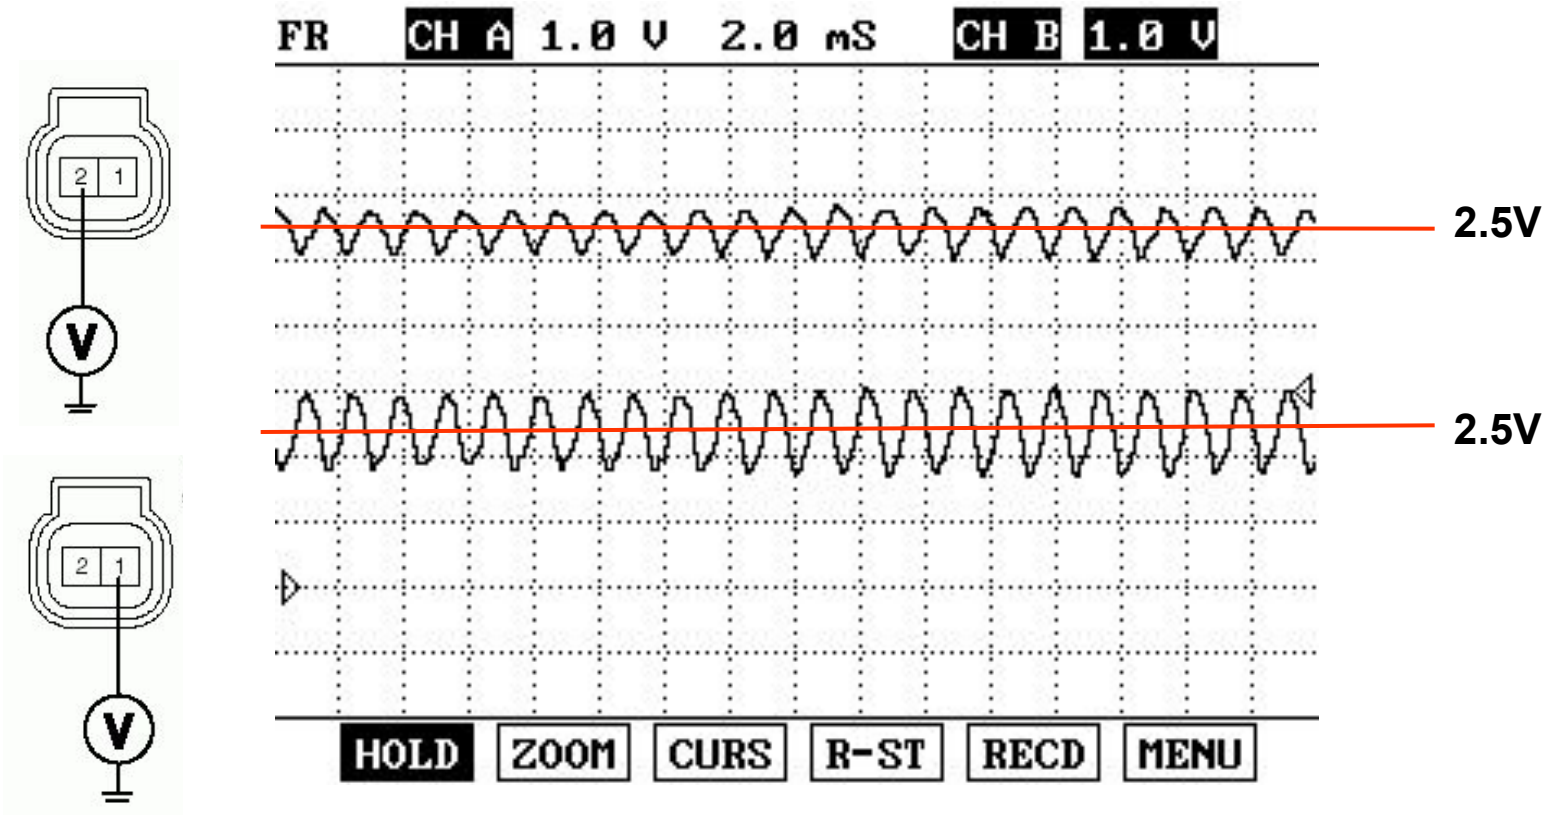 FR CH A 1.0 V 2.0 mS CH B 1.0 V
2 1
V
2.5V
2.5V
2 1
V
HOLD ZOOM CURS R-ST RECD MENU